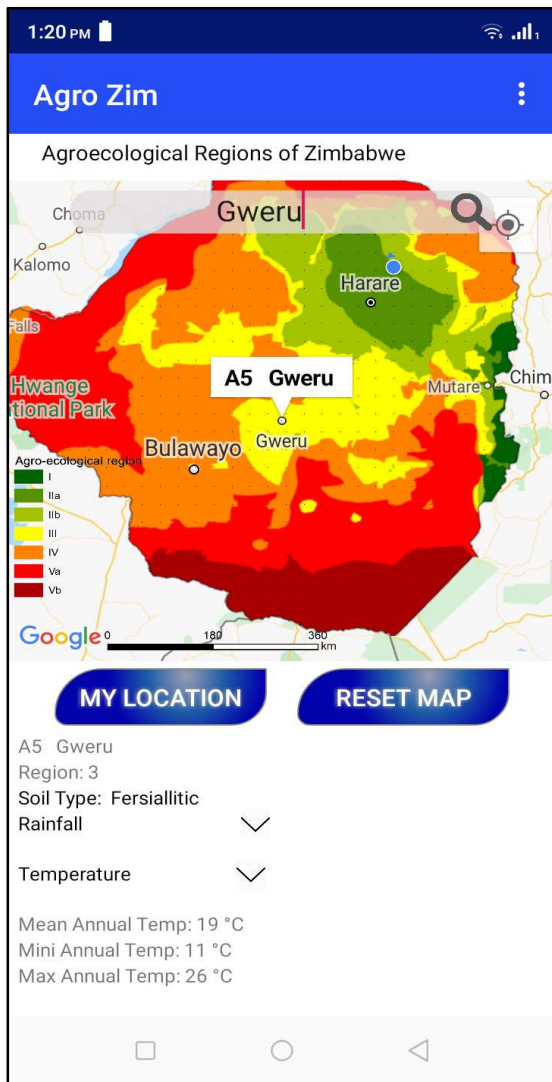 1:20 PM
Agro Zim
Agroecological Regions of Zimbabwe
Gweru
Choma
Kalomo
Harare
Falls
A5 Gweru
Hwange
tional Park
Mutare
Chim
Gweru
Bulawayo
Agro-ecological region
I
IIa
IIb
III
IV
Va
Vb
Google
0 180 360
km
MY LOCATION RESET MAP
A5 Gweru
Region: 3
Soil Type: Fersiallitic
Rainfall
Temperature
Mean Annual Temp: 19 °C
Mini Annual Temp: 11 °C
Max Annual Temp: 26 °C